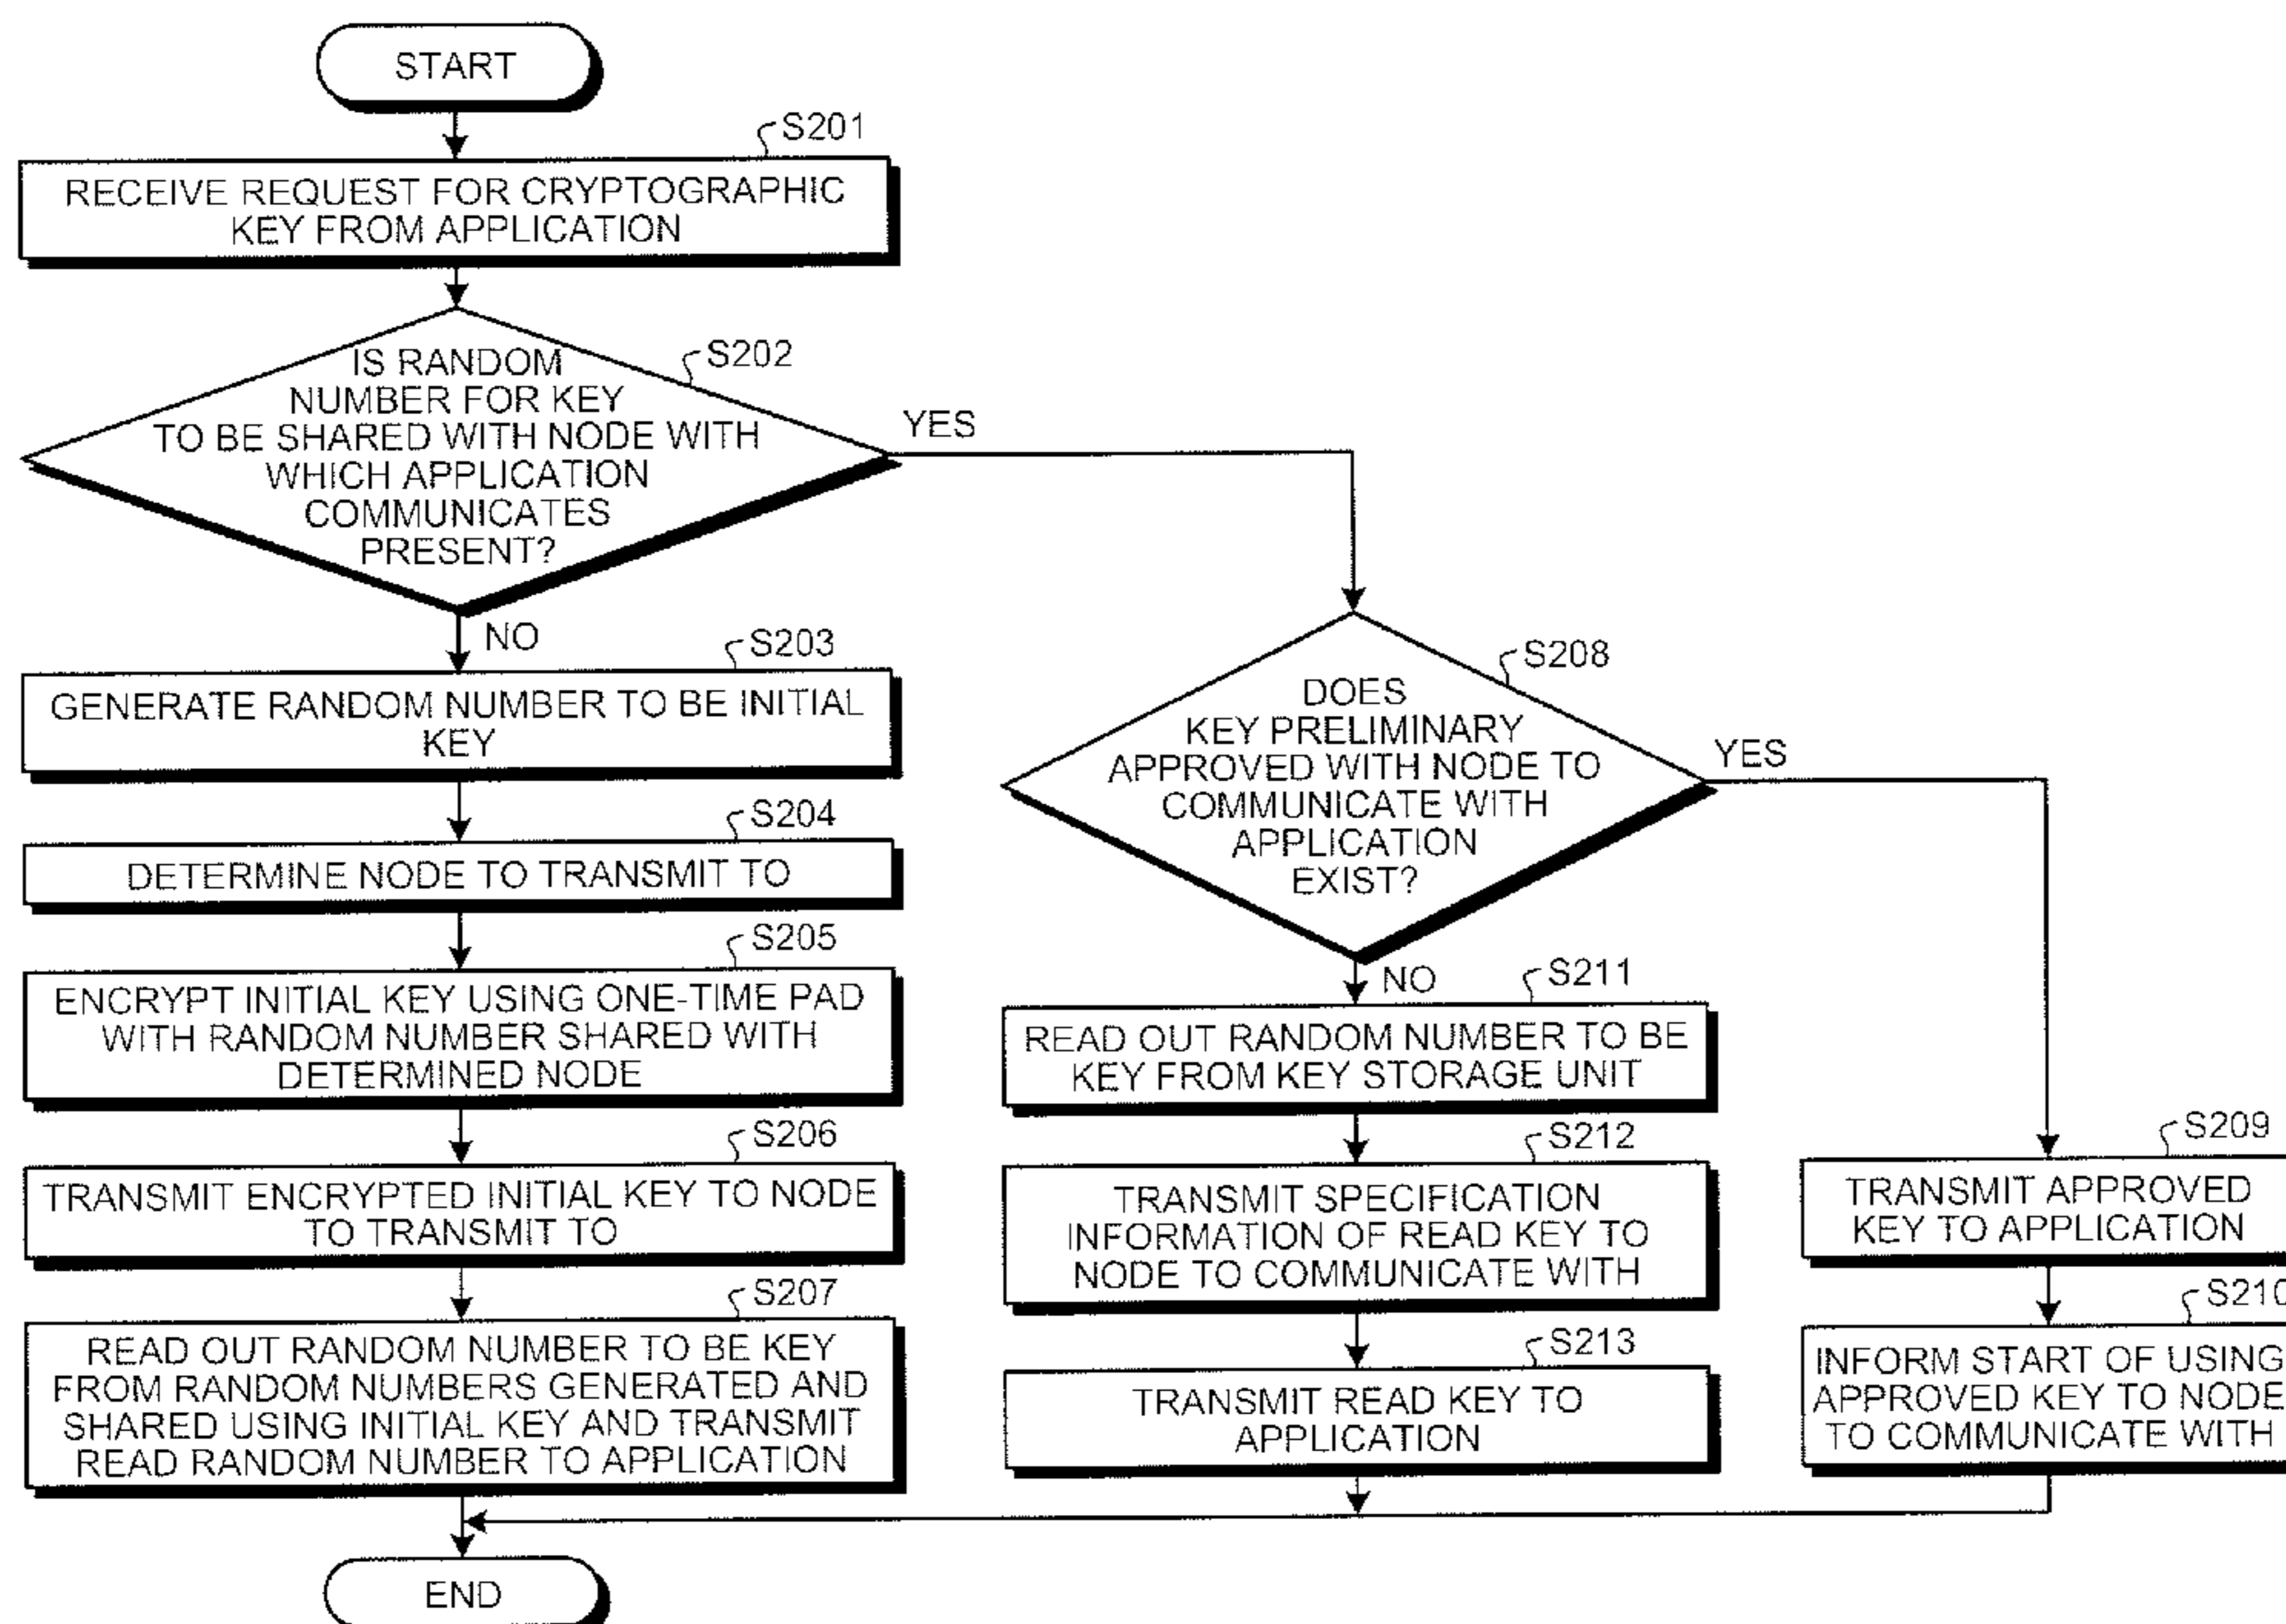 START
S201
RECEIVE REQUEST FOR CRYPTOGRAPHIC
KEY FROM APPLICATION
S202
IS RANDOM
NUMBER FOR KEY
TO BE SHARED WITH NODE WITH
WHICH APPLICATION
COMMUNICATES
PRESENT?
YES
NO
S203
GENERATE RANDOM NUMBER TO BE INITIAL
KEY
S204
DETERMINE NODE TO TRANSMIT TO
S205
ENCRYPT INITIAL KEY USING ONE-TIME PAD
WITH RANDOM NUMBER SHARED WITH
DETERMINED NODE
S206
TRANSMIT ENCRYPTED INITIAL KEY TO NODE
TO TRANSMIT TO
S207
READ OUT RANDOM NUMBER TO BE KEY
FROM RANDOM NUMBERS GENERATED AND
SHARED USING INITIAL KEY AND TRANSMIT
READ RANDOM NUMBER TO APPLICATION
S208
DOES
KEY PRELIMINARY
APPROVED WITH NODE TO
COMMUNICATE WITH
APPLICATION
EXIST?
YES
NO
S211
READ OUT RANDOM NUMBER TO BE
KEY FROM KEY STORAGE UNIT
S212
TRANSMIT SPECIFICATION
INFORMATION OF READ KEY TO
NODE TO COMMUNICATE WITH
S213
TRANSMIT READ KEY TO
APPLICATION
S209
TRANSMIT APPROVED
KEY TO APPLICATION
S210
INFORM START OF USING
APPROVED KEY TO NODE
TO COMMUNICATE WITH
END